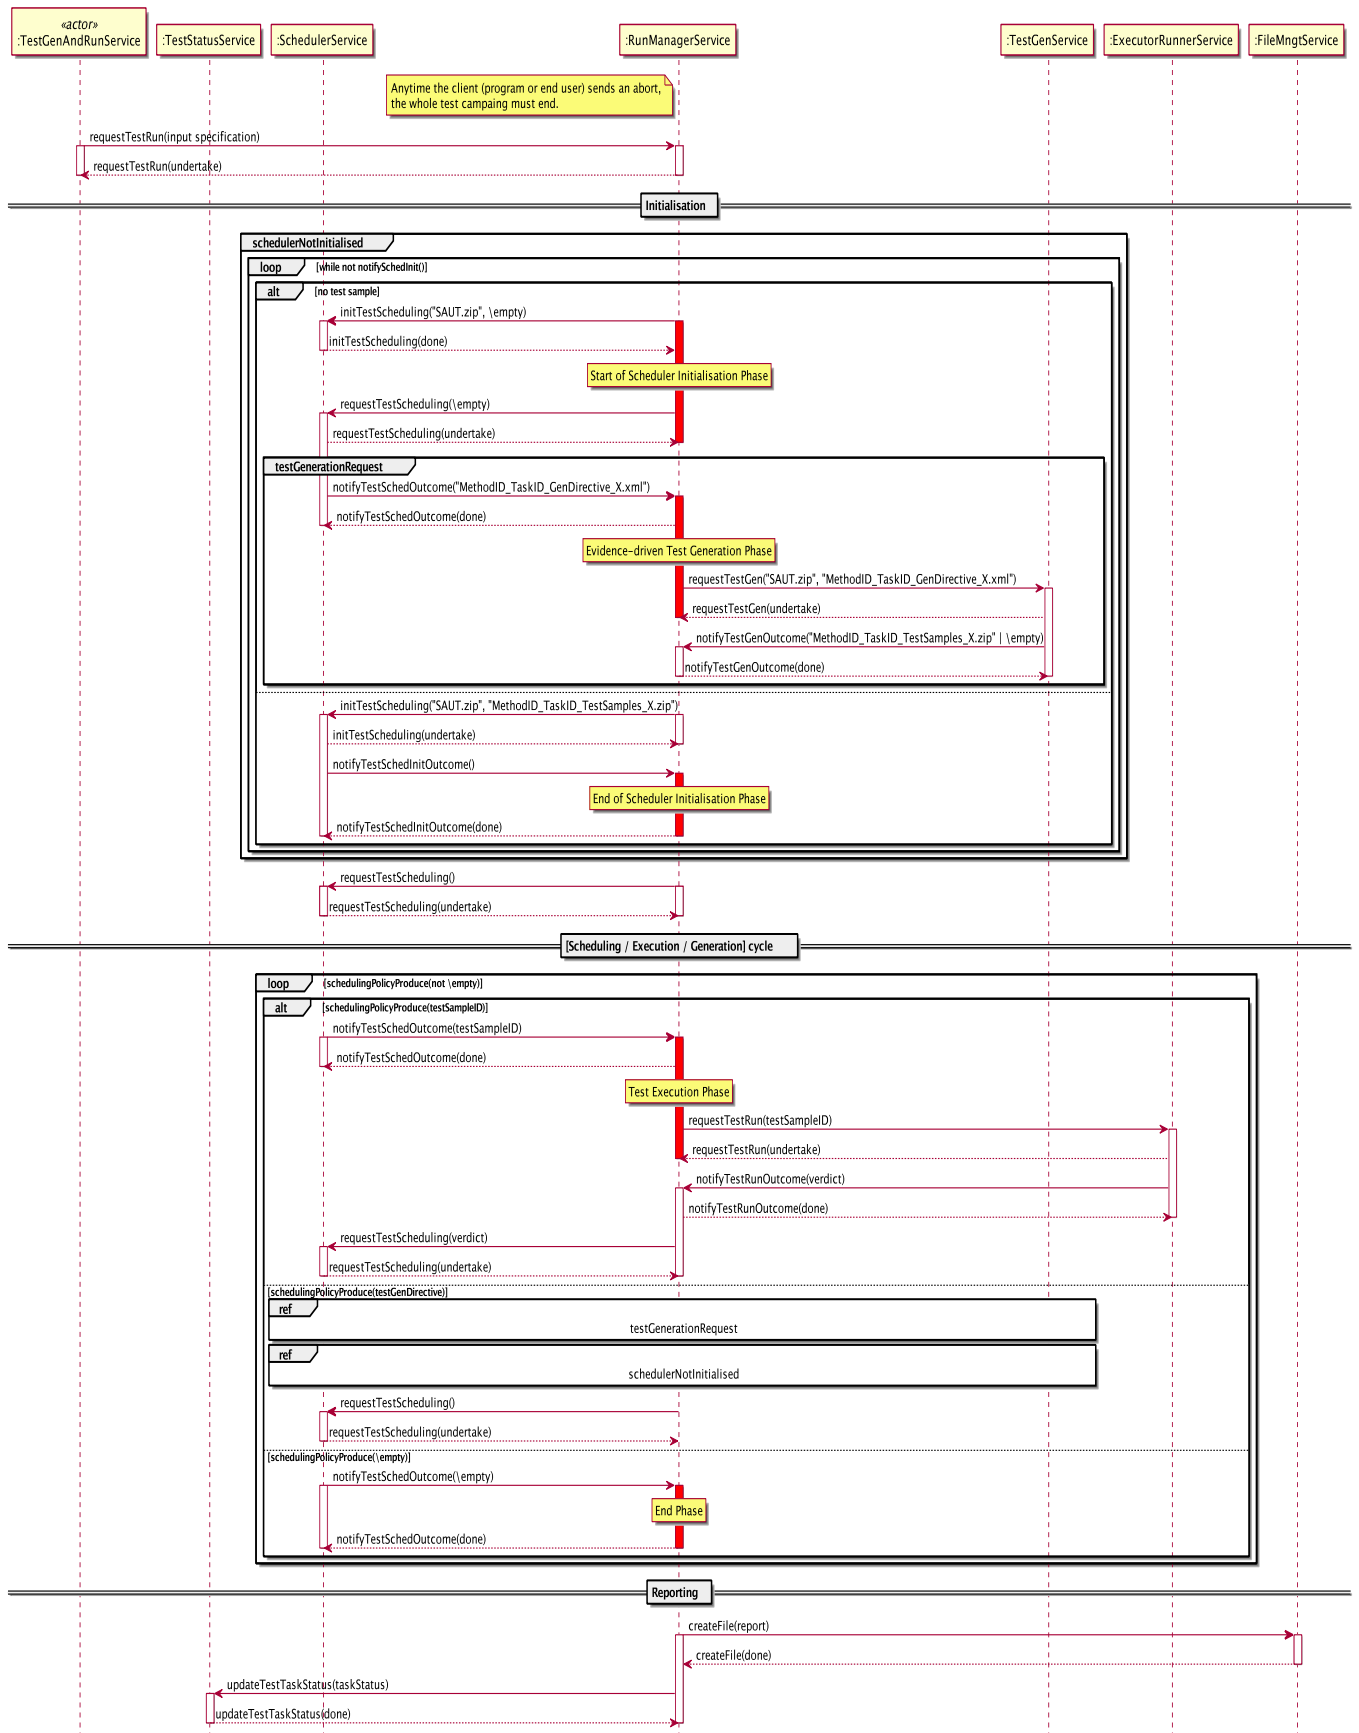 «actor»
:TestGenAndRunService
:TestStatusService
:SchedulerService
:RunManagerService
:TestGenService
:ExecutorRunnerService
:FileMngtService
Anytime the client (program or end user) sends an abort,
the whole test campaing must end.
requestTestRun(input specification)
requestTestRun(undertake)
Initialisation
schedulerNotInitialised
loop
[while not notifySchedInit()]
alt
[no test sample]
initTestScheduling("SAUT.zip", \empty)
initTestScheduling(done)
Start of Scheduler Initialisation Phase
requestTestScheduling(\empty)
requestTestScheduling(undertake)
testGenerationRequest
notifyTestSchedOutcome("MethodID_TaskID_GenDirective_X.xml")
notifyTestSchedOutcome(done)
Evidence-driven Test Generation Phase
requestTestGen("SAUT.zip", "MethodID_TaskID_GenDirective_X.xml")
requestTestGen(undertake)
notifyTestGenOutcome("MethodID_TaskID_TestSamples_X.zip" | \empty)
notifyTestGenOutcome(done)
initTestScheduling("SAUT.zip", "MethodID_TaskID_TestSamples_X.zip")
initTestScheduling(undertake)
notifyTestSchedInitOutcome()
End of Scheduler Initialisation Phase
notifyTestSchedInitOutcome(done)
requestTestScheduling()
requestTestScheduling(undertake)
[Scheduling / Execution / Generation] cycle
loop
[schedulingPolicyProduce(not \empty)]
alt
[schedulingPolicyProduce(testSampleID)]
notifyTestSchedOutcome(testSampleID)
notifyTestSchedOutcome(done)
Test Execution Phase
requestTestRun(testSampleID)
requestTestRun(undertake)
notifyTestRunOutcome(verdict)
notifyTestRunOutcome(done)
requestTestScheduling(verdict)
requestTestScheduling(undertake)
[schedulingPolicyProduce(testGenDirective)]
ref
testGenerationRequest
ref
schedulerNotInitialised
requestTestScheduling()
requestTestScheduling(undertake)
[schedulingPolicyProduce(\empty)]
notifyTestSchedOutcome(\empty)
End Phase
notifyTestSchedOutcome(done)
Reporting
createFile(report)
createFile(done)
updateTestTaskStatus(taskStatus)
updateTestTaskStatus(done)